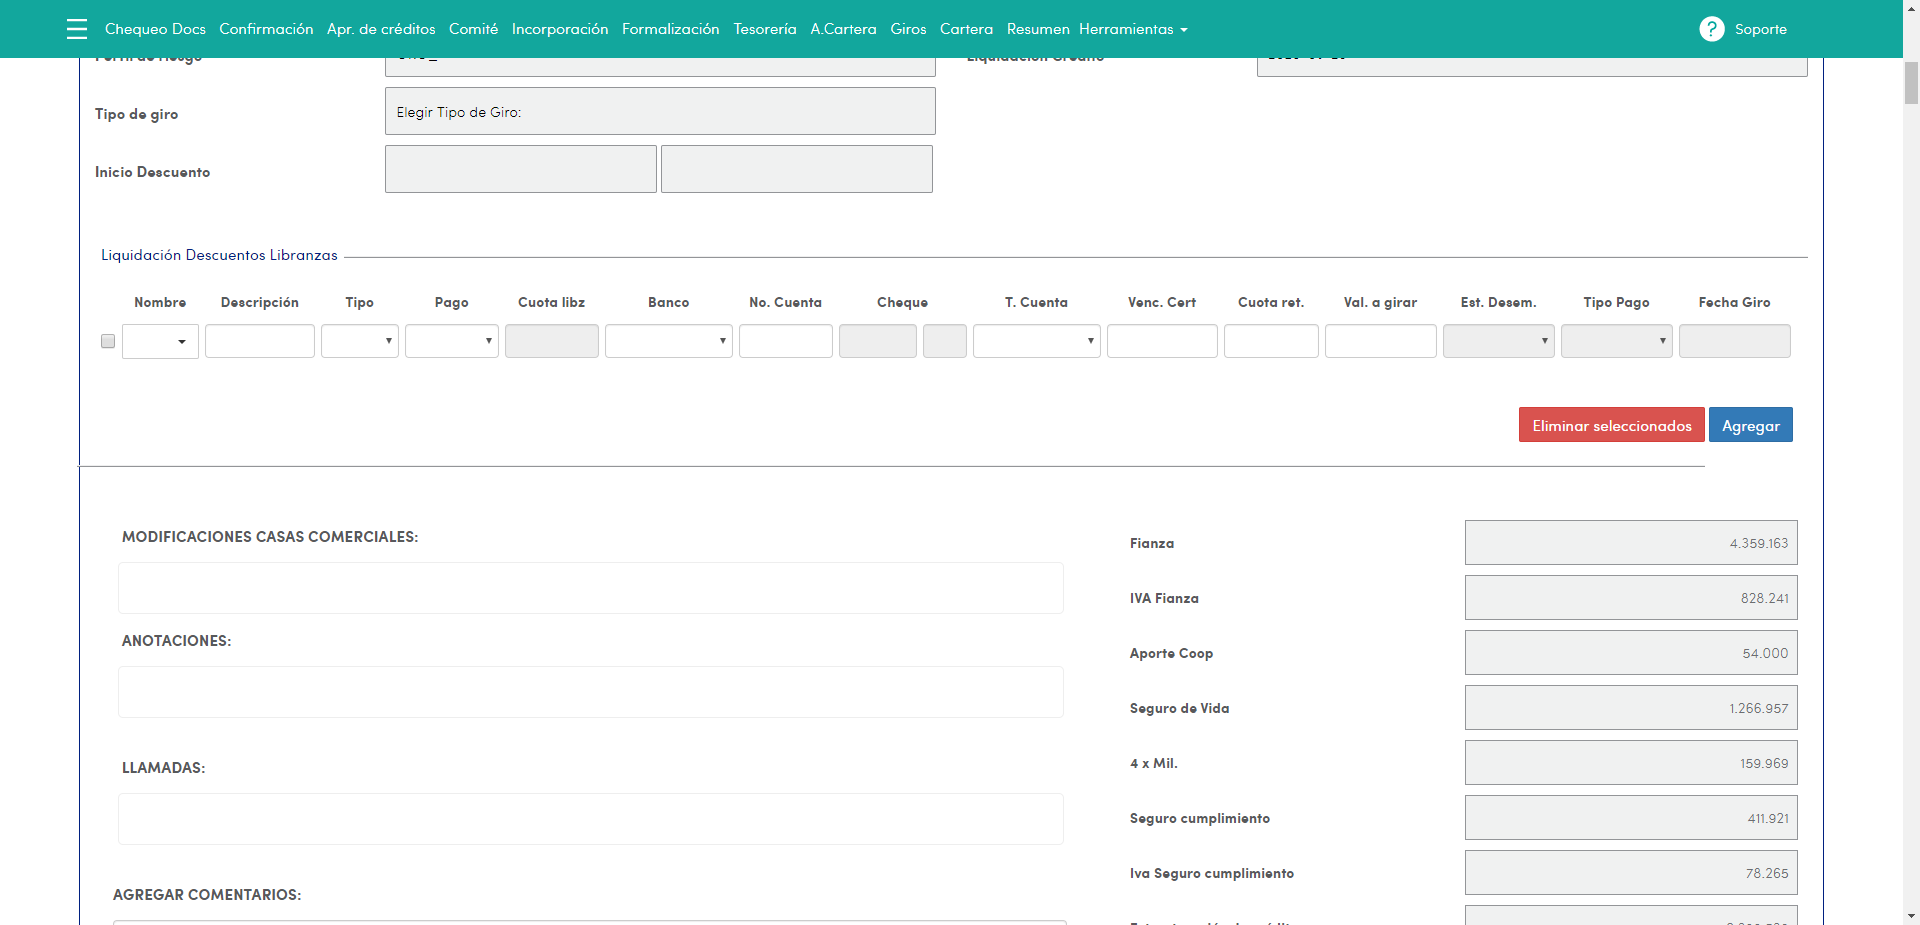 Chequeo Docs Confirmación Apr. de créditos Comité Incorporación Formalización Tesorería A.Cartera Giros Cartera Resumen Herramientas ? Soporte
Tipo de giro Elegir Tipo de Giro:
Inicio Descuento
Liquidación Descuentos Libranzas
Nombre Descripción Tipo Pago Cuota libz Banco No. Cuenta Cheque T. Cuenta Venc. Cert Cuota ret. Val. a girar Est. Desem. Tipo Pago Fecha Giro
Eliminar seleccionados Agregar
MODIFICACIONES CASAS COMERCIALES:
ANOTACIONES:
LLAMADAS:
AGREGAR COMENTARIOS:
Fianza 4.359.163
IVA Fianza 828.241
Aporte Coop 54.000
Seguro de Vida 1.266.957
4 x Mil. 159.969
Seguro cumplimiento 411.921
Iva Seguro cumplimiento 78.265